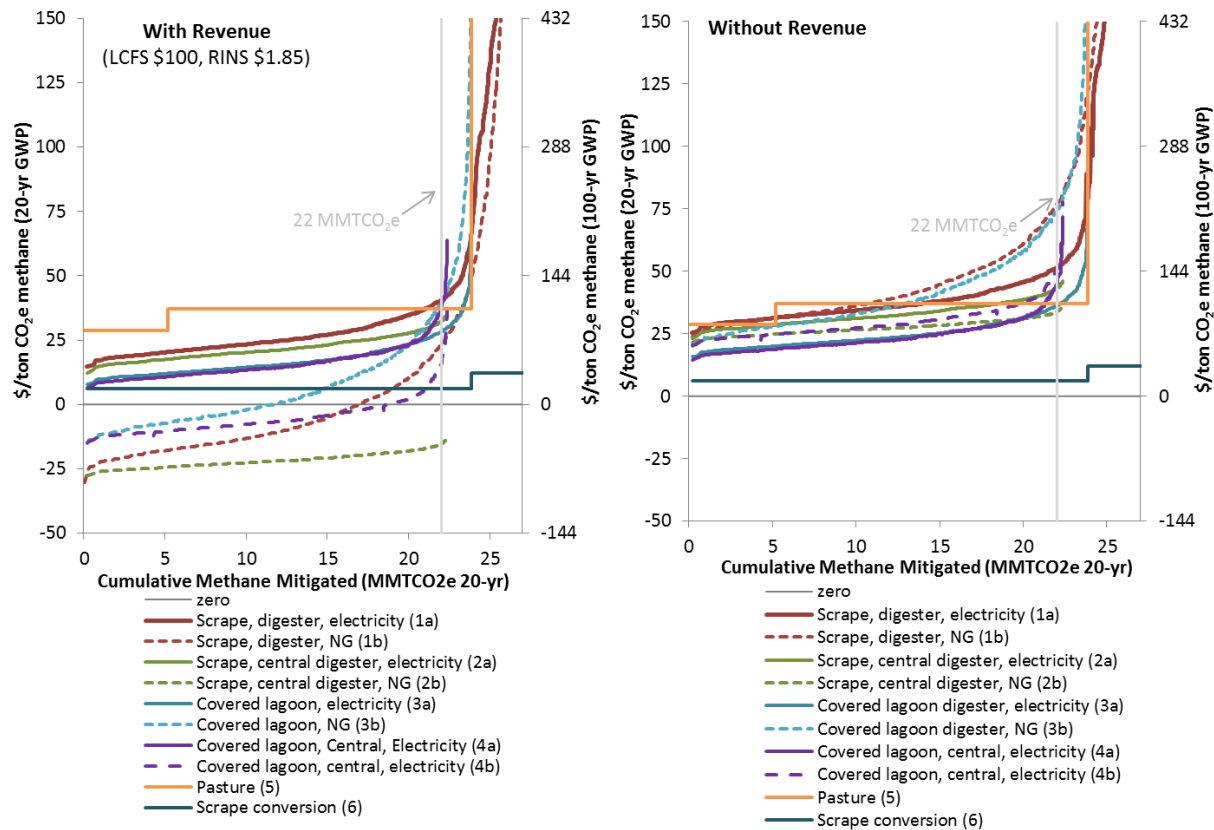 With Revenue
(LCFS $100, RINS $1.85)
$/ton CO2e methane (20-yr GWP)
150
125
100
75
50
25
0
-25
-50
22 MMTCO2e
432
288
144
0
-144
$/ton CO2e methane (100-yr GWP)
0
5
10
15
20
25
Cumulative Methane Mitigated (MMTCO2e 20-yr)
zero
Scrape, digester, electricity (1a)
Scrape, digester, NG (1b)
Scrape, central digester, electricity (2a)
Scrape, central digester, NG (2b)
Covered lagoon, electricity (3a)
Covered lagoon, NG (3b)
Covered lagoon, Central, Electricity (4a)
Covered lagoon, central, electricity (4b)
Pasture (5)
Scrape conversion (6)
Without Revenue
$/ton CO2e methane (20-yr GWP)
150
125
100
75
50
25
0
-25
-50
22 MMTCO2e
432
288
144
0
-144
$/ton CO2e methane (100-yr GWP)
0
5
10
15
20
25
Cumulative Methane Mitigated (MMTCO2e 20-yr)
zero
Scrape, digester, electricity (1a)
Scrape, digester, NG (1b)
Scrape, central digester, electricity (2a)
Scrape, central digester, NG (2b)
Covered lagoon digester, electricity (3a)
Covered lagoon digester, NG (3b)
Covered lagoon, central, electricity (4a)
Covered lagoon, central, electricity (4b)
Pasture (5)
Scrape conversion (6)